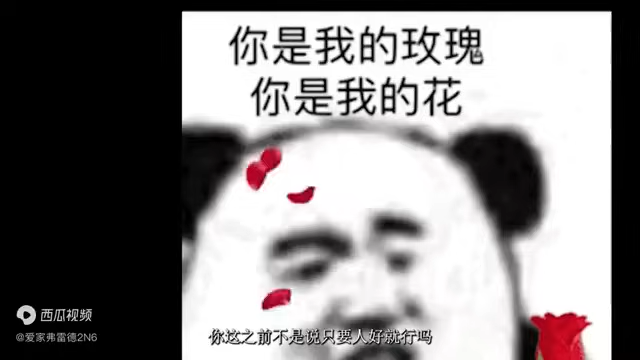 你是我的玫瑰
你是我的花
西瓜视频
@爱家弗雷德2N6
你这之前不是说只要人好就行吗